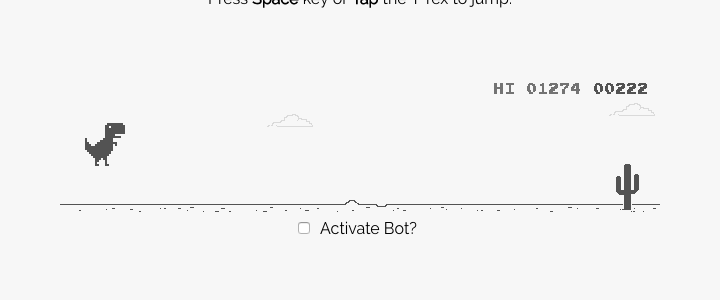 Press Space key or Tap the T-Rex to jump.
HI 01274 00222
Activate Bot?